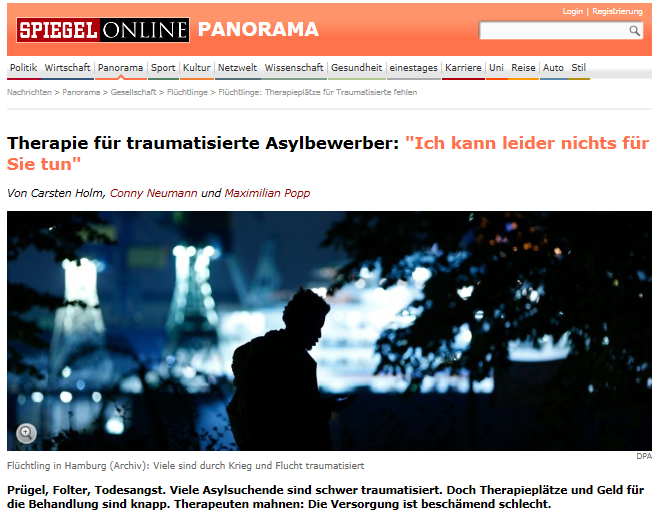 Login | Registrierung
SPIEGEL ONLINE PANORAMA
Politik Wirtschaft Panorama Sport Kultur Netzwelt Wissenschaft Gesundheit einestages Karriere Uni Reise Auto Stil
Nachrichten > Panorama > Gesellschaft > Flüchtlinge > Flüchtlinge: Therapieplätze für Traumatisierte fehlen
Therapie für traumatisierte Asylbewerber: "Ich kann leider nichts für
Sie tun"
Von Carsten Holm, Conny Neumann und Maximilian Popp
DPA
Flüchtling in Hamburg (Archiv): Viele sind durch Krieg und Flucht traumatisiert
Prügel, Folter, Todesangst. Viele Asylsuchende sind schwer traumatisiert. Doch Therapieplätze und Geld für
die Behandlung sind knapp. Therapeuten mahnen: Die Versorgung ist beschämend schlecht.